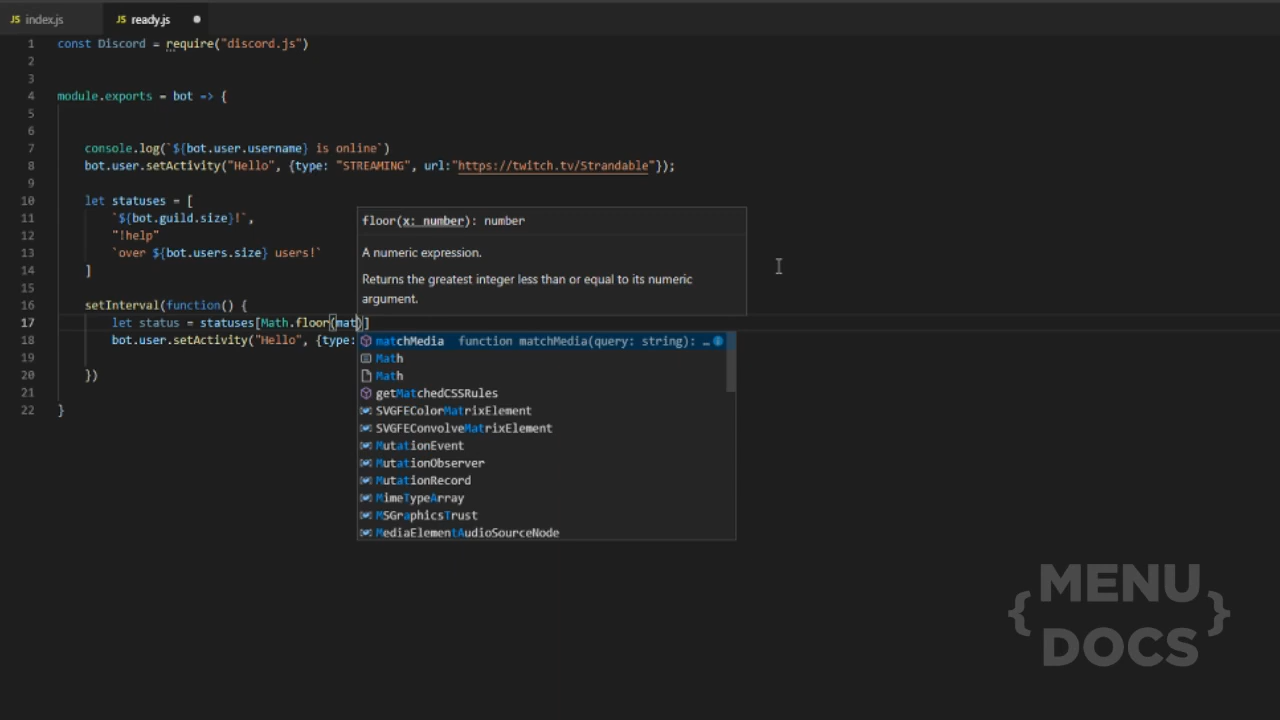 JS index.js JS ready.js
1 const Discord = require("discord.js")
2
3
4 module.exports = bot => {
5
6
7 console.log(`${bot.user.username} is online`)
8 bot.user.setActivity("Hello", {type: "STREAMING", url:"https://twitch.tv/Strandable"});
9
10 let statuses = [
11 `${bot.guild.size}!`,
12 "!help"
13 `over ${bot.users.size} users!`
14 ]
15
16 setInterval(function() {
17 let status = statuses[Math.floor(mat)]
18 bot.user.setActivity("Hello", {type:
19
20 })
21
22 }
floor(x: number): number
A numeric expression.
Returns the greatest integer less than or equal to its numeric
argument.
matchMedia function matchMedia(query: string): …
Math
Math
getMatchedCSSRules
SVGFEColorMatrixElement
SVGFEConvolveMatrixElement
MutationEvent
MutationObserver
MutationRecord
MimeTypeArray
MSGraphicsTrust
MediaElementAudioSourceNode
{ MENU
DOCS }